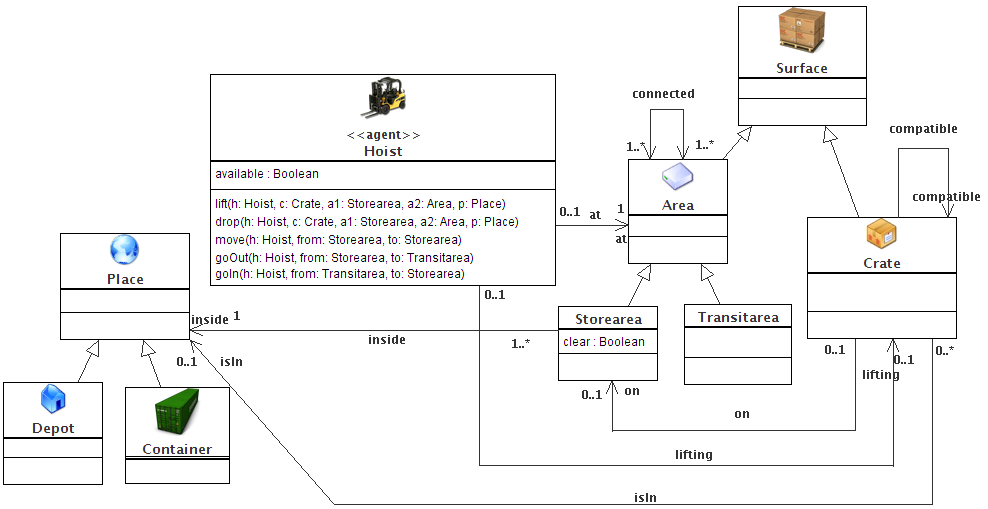 Surface
connected
1..*
1..*
compatible
compatible
<<agent>>
Hoist
available : Boolean
lift(h: Hoist, c: Crate, a1: Storearea, a2: Area, p: Place)
drop(h: Hoist, c: Crate, a1: Storearea, a2: Area, p: Place)
move(h: Hoist, from: Storearea, to: Storearea)
goOut(h: Hoist, from: Storearea, to: Transitarea)
goIn(h: Hoist, from: Transitarea, to: Storearea)
Area
0..1
at
1
at
Crate
Place
0..1
inside
1
inside
1..*
Storearea
clear : Boolean
Transitarea
0..1
isIn
0..1
on
0..1
0..1
lifting
0..*
on
Depot
Container
lifting
isIn